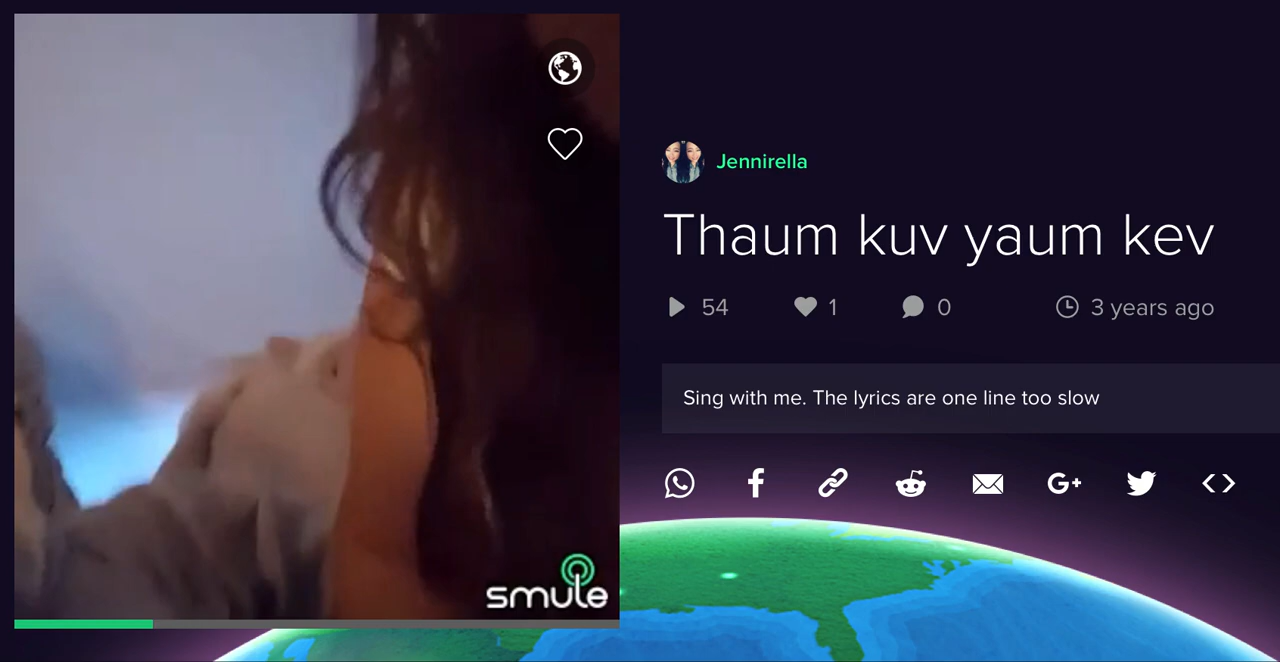 Jennirella
Thaum kuv yaum kev
54 1 0 3 years ago
Sing with me. The lyrics are one line too slow
G+
smule